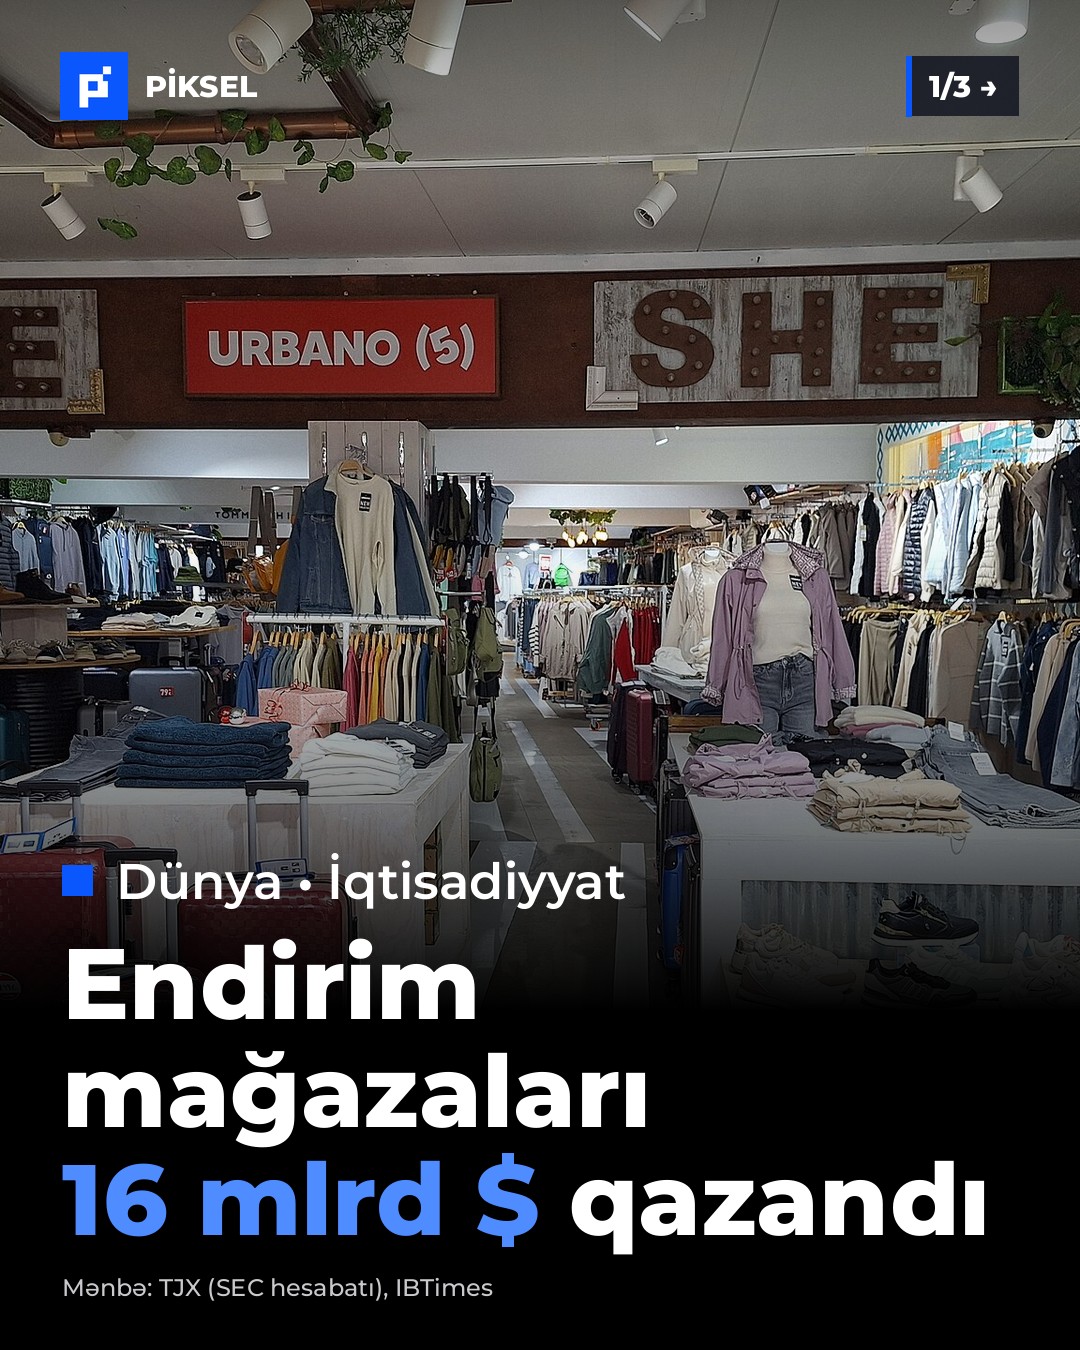 PİKSEL
1/3 →
E
URBANO (5)
SHE
Dünya • İqtisadiyyat
Endirim
mağazaları
16 mlrd $ qazandı
Mənbə: TJX (SEC hesabatı), IBTimes